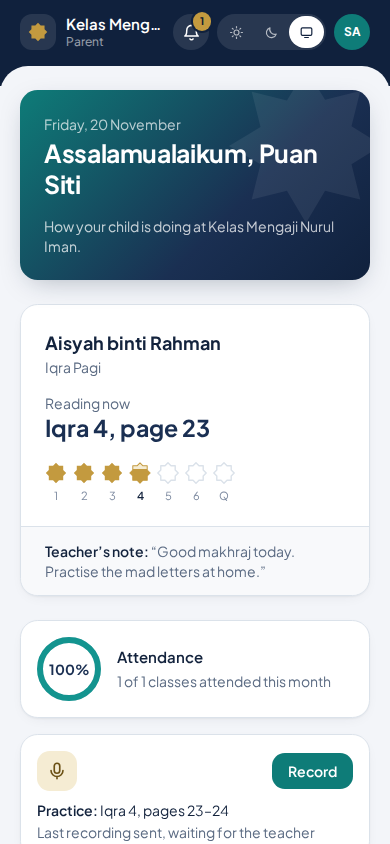 Kelas Meng...
Parent
1
SA
Friday, 20 November
Assalamualaikum, Puan
Siti
How your child is doing at Kelas Mengaji Nurul
Iman.
Aisyah binti Rahman
Iqra Pagi
Reading now
Iqra 4, page 23
1 2 3 4 5 6 Q
Teacher’s note: “Good makhraj today.
Practise the mad letters at home.”
100%
Attendance
1 of 1 classes attended this month
Record
Practice: Iqra 4, pages 23–24
Last recording sent, waiting for the teacher